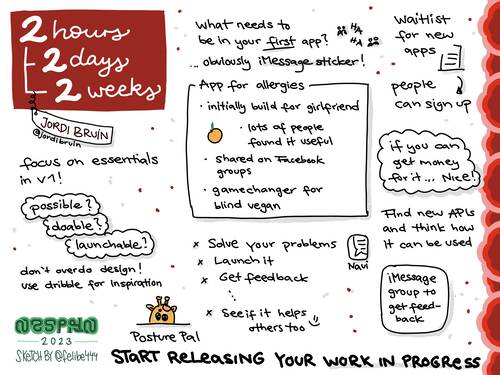 2 hours
2 days
2 weeks
JORDI BRUIN
@jordibruin
focus on essentials
in v1!
possible?
doable?
launchable?
don't overdo design!
use dribble for inspiration
2023
SKETCH BY @felibe444
What needs to
be in your first app?
HA
HA
... obviously iMessage sticker!
App for allergies
· initially build for girlfriend
· lots of people
found it useful
· shared on Facebook
groups
· gamechanger for
blind vegan
x Solve your problems
x Launch it
x Get feedback
x See if it helps
others too
Navi
Posture Pal
waitlist
for new
apps
people
can sign up
if you can
get money
for it... Nice!
Find new APIs
and think how
it can be used
iMessage
group to
get feed-
back
START RELEASING YOUR WORK IN PROGRESS